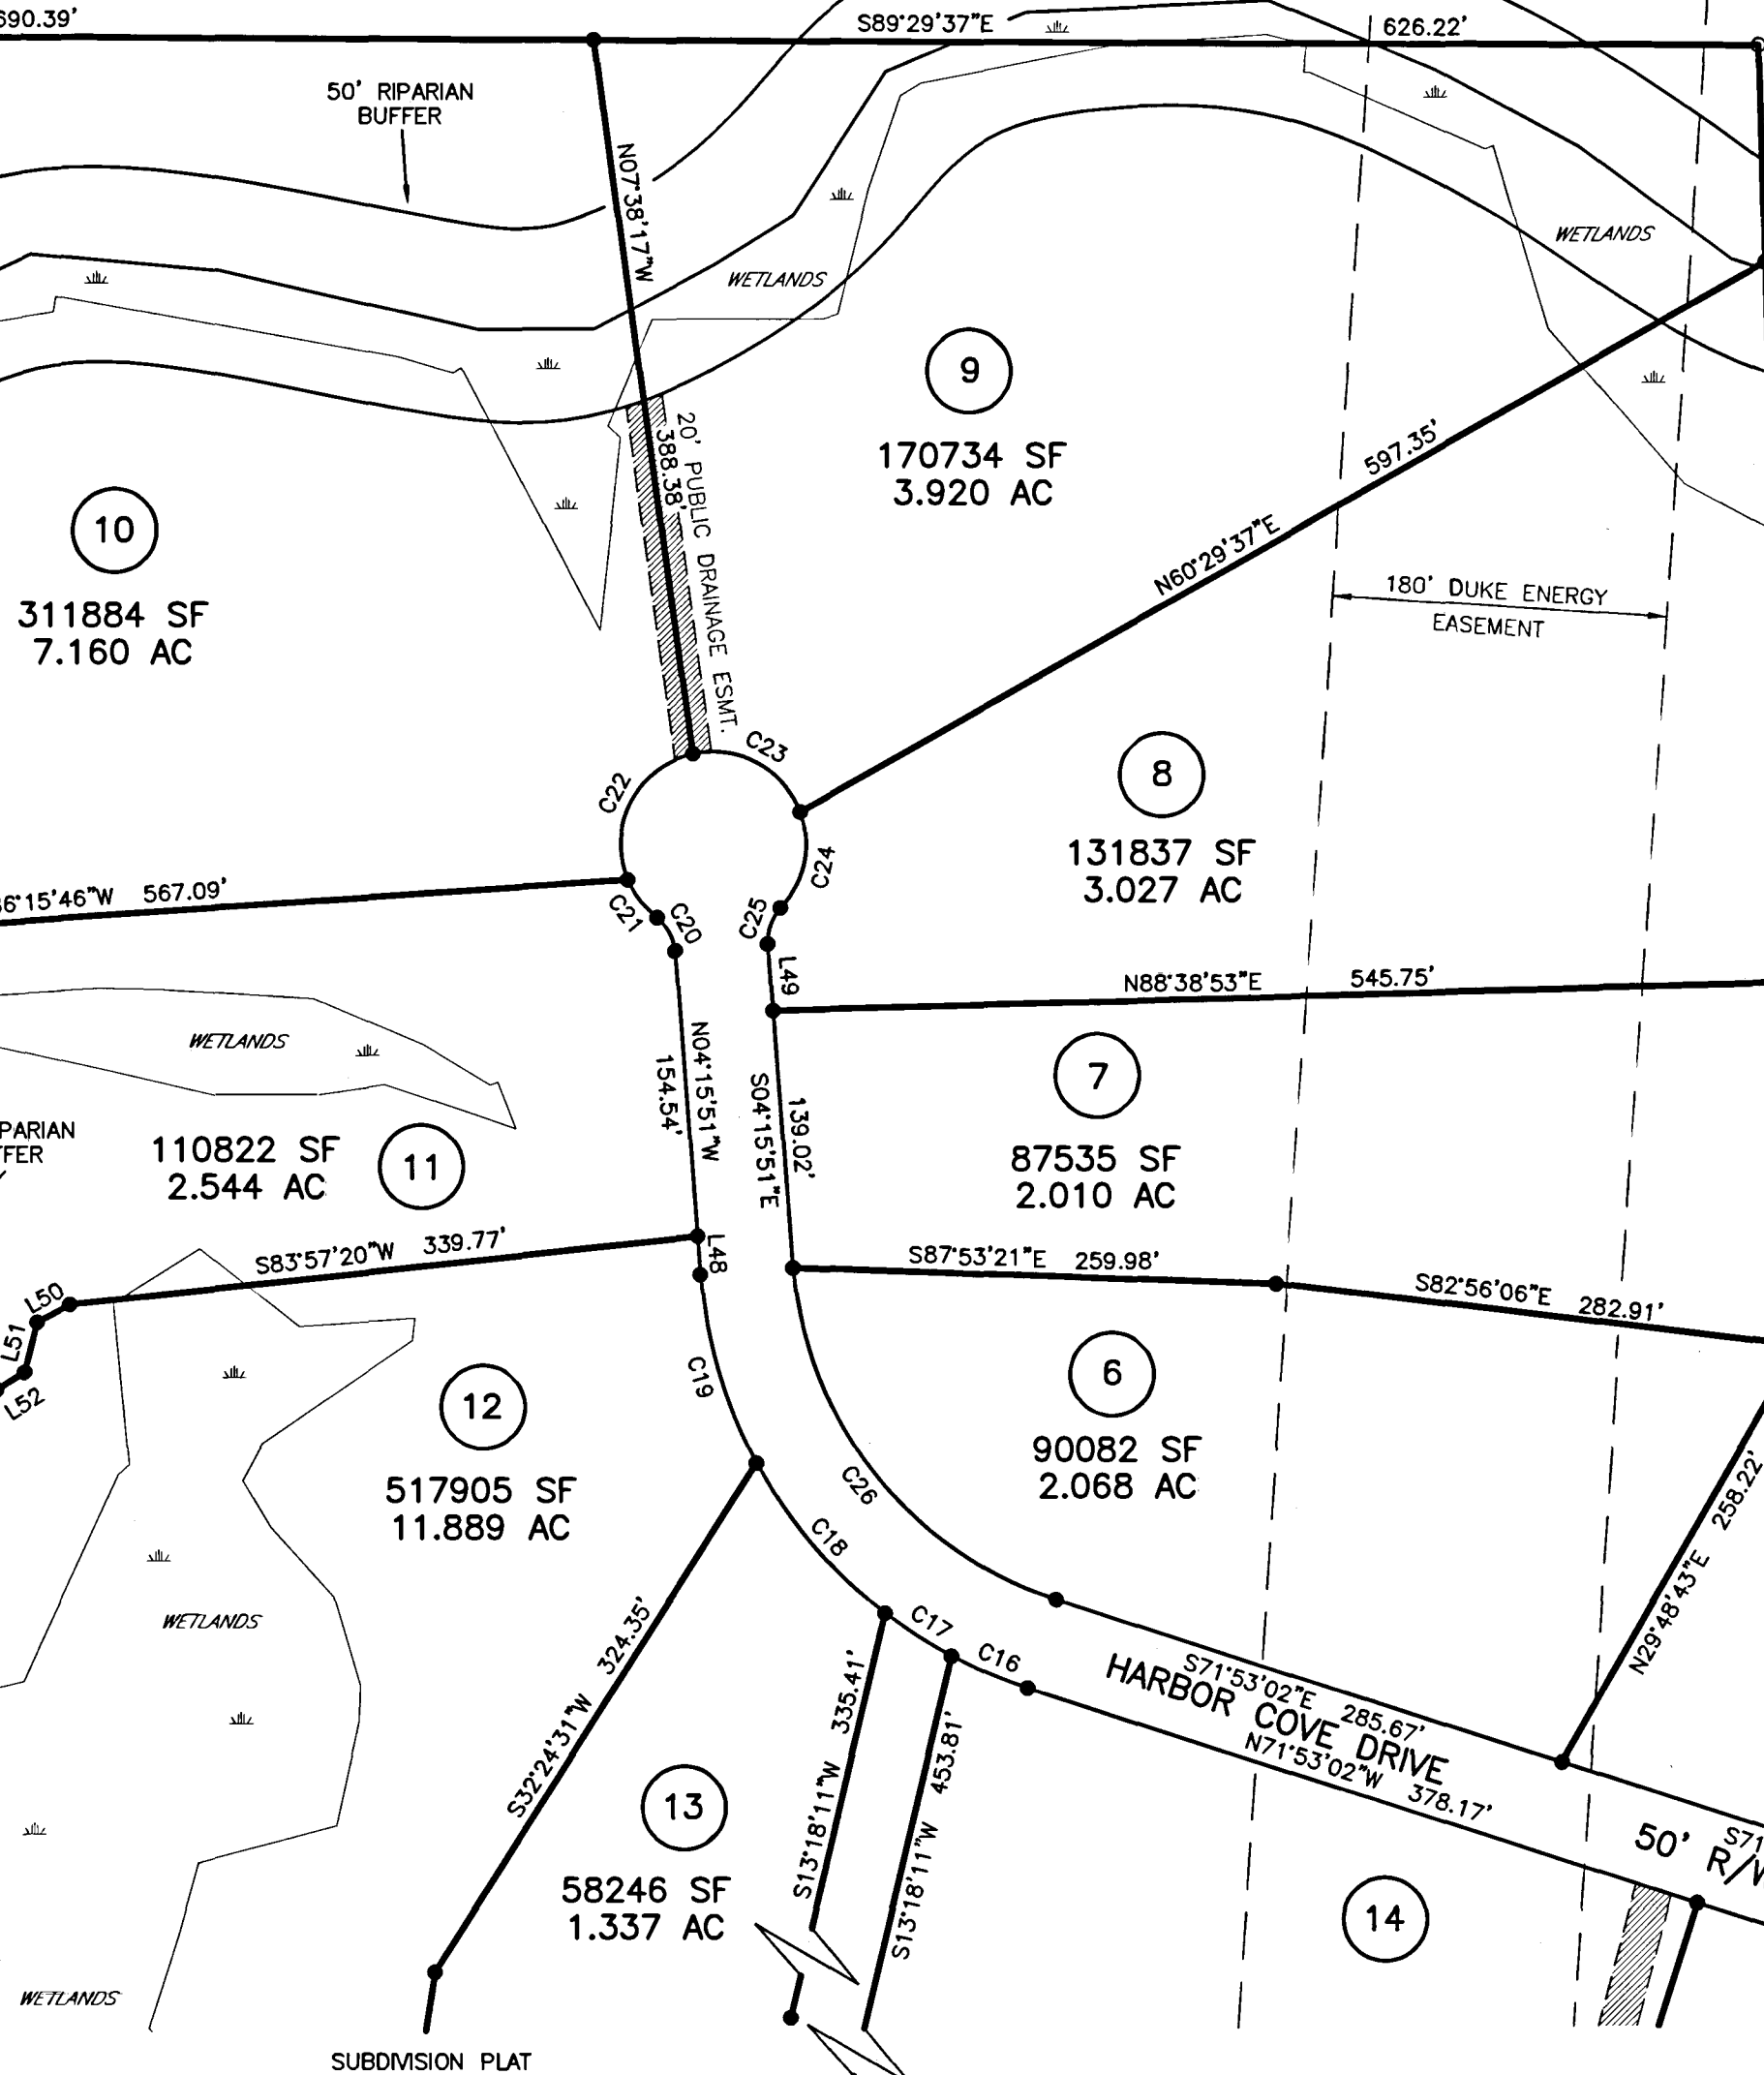 690.39'
S89°29'37"E
626.22'
50' RIPARIAN
BUFFER
N07°38'17"W
388.38'
20' PUBLIC DRAINAGE ESMT.
WETLANDS
WETLANDS
9
170734 SF
3.920 AC
597.35'
N60°29'37"E
10
311884 SF
7.160 AC
180' DUKE ENERGY
EASEMENT
C23
C22
8
131837 SF
3.027 AC
C24
6°15'46"W 567.09'
C21
C20
C25
L49
N88°38'53"E 545.75'
WETLANDS
N04°15'51"W
154.54'
S04°15'51"E
139.02'
7
87535 SF
2.010 AC
PARIAN
FER
110822 SF
2.544 AC
11
S83°57'20"W 339.77'
L48
S87°53'21"E 259.98'
S82°56'06"E 282.91'
L50
L51
L52
C19
12
517905 SF
11.889 AC
6
90082 SF
2.068 AC
C26
N29°48'43"E 258.22'
C18
WETLANDS
C17
C16
S32°24'31"W 324.35'
S13°18'11"W 335.41'
S13°18'11"W 453.81'
S71°53'02"E 285.67'
HARBOR COVE DRIVE
N71°53'02"W 378.17'
S71
50' R/W
13
58246 SF
1.337 AC
14
WETLANDS
SUBDIVISION PLAT